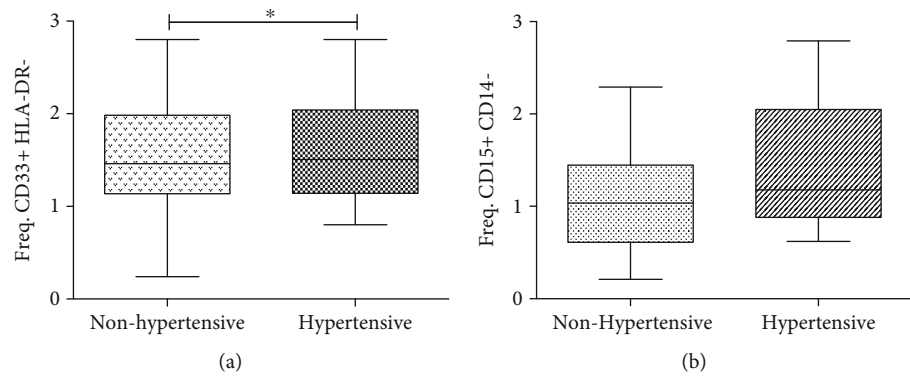 *
3
2
1
0
Freq. CD33+ HLA-DR-
Non-hypertensive
Hypertensive
(a)
3
2
1
0
Freq. CD15+ CD14-
Non-Hypertensive
Hypertensive
(b)